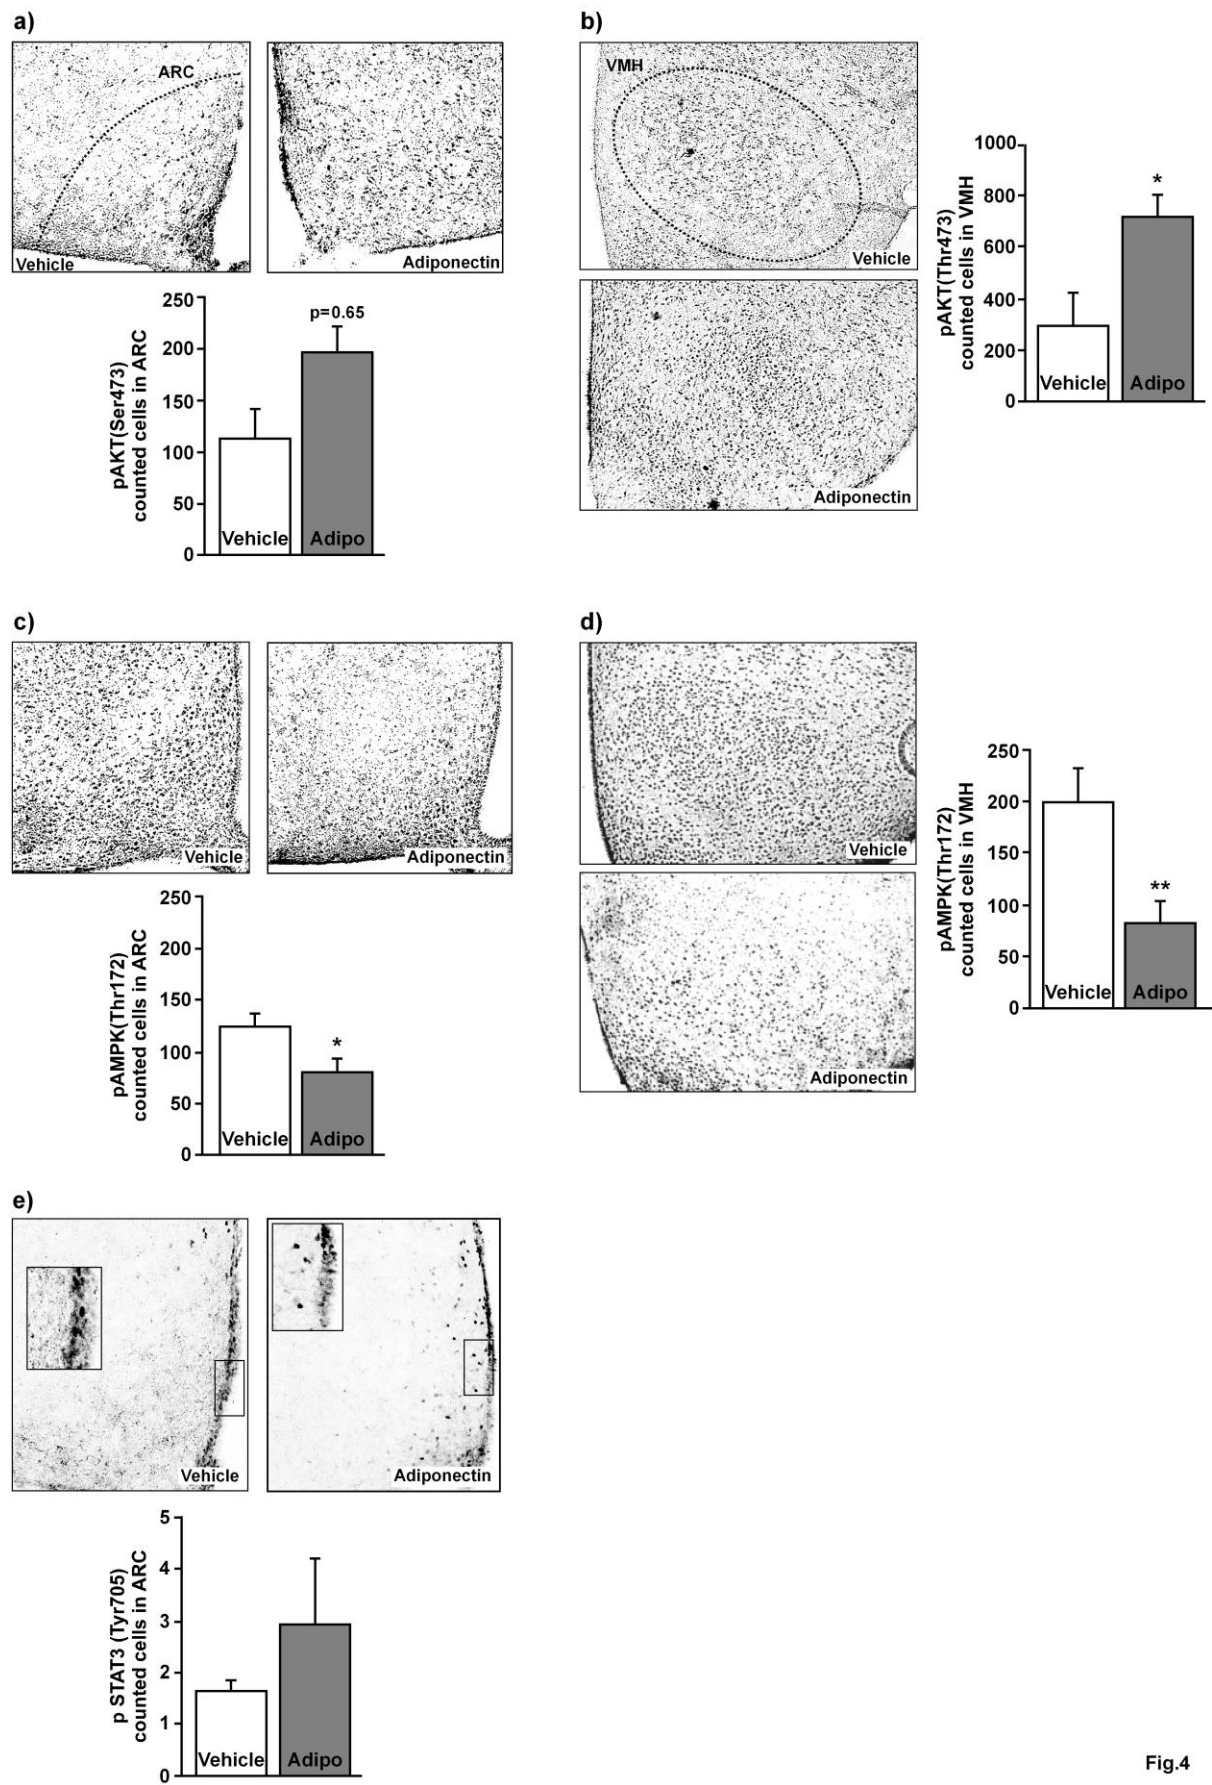 a)
ARC
Vehicle
Adiponectin
250
200
150
100
50
0
pAKT(Ser473)
counted cells in ARC
p=0.65
Vehicle
Adipo
b)
VMH
Vehicle
Adiponectin
1000
800
600
400
200
0
pAKT(Thr473)
counted cells in VMH
*
Vehicle
Adipo
c)
Vehicle
Adiponectin
250
200
150
100
50
0
pAMPK(Thr172)
counted cells in ARC
*
Vehicle
Adipo
d)
Vehicle
Adiponectin
250
200
150
100
50
0
pAMPK(Thr172)
counted cells in VMH
**
Vehicle
Adipo
e)
Vehicle
Adiponectin
5
4
3
2
1
0
p STAT3 (Tyr705)
counted cells in ARC
Vehicle
Adipo
Fig.4